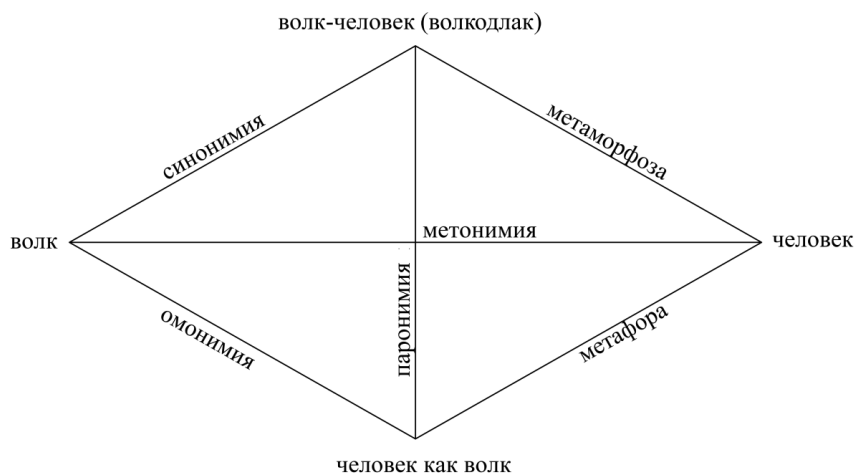 волк-человек (волкодлак)
синонимия
метаморфоза
волк
метонимия
человек
паронимия
омонимия
метафора
человек как волк